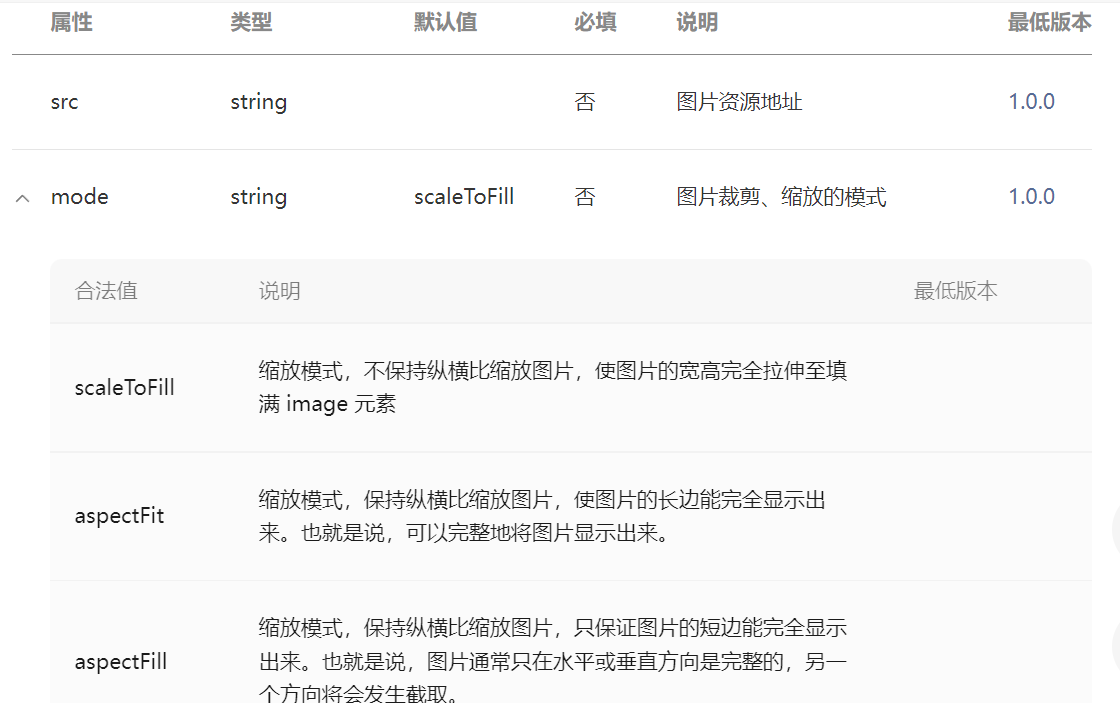 属性 类型 默认值 必填 说明 最低版本
src string 否 图片资源地址 1.0.0
mode string scaleToFill 否 图片裁剪、缩放的模式 1.0.0
合法值 说明 最低版本
scaleToFill
缩放模式，不保持纵横比缩放图片，使图片的宽高完全拉伸至填
满 image 元素
aspectFit
缩放模式，保持纵横比缩放图片，使图片的长边能完全显示出
来。也就是说，可以完整地将图片显示出来。
aspectFill
缩放模式，保持纵横比缩放图片，只保证图片的短边能完全显示
出来。也就是说，图片通常只在水平或垂直方向是完整的，另一
个方向将会发生截取。